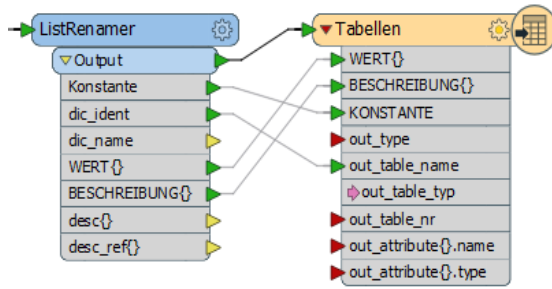 ListRenamer
Output
Konstante
dic_ident
dic_name
WERT{}
BESCHREIBUNG{}
desc{}
desc_ref{}
Tabellen
WERT{}
BESCHREIBUNG{}
KONSTANTE
out_type
out_table_name
out_table_typ
out_table_nr
out_attribute{}.name
out_attribute{}.type